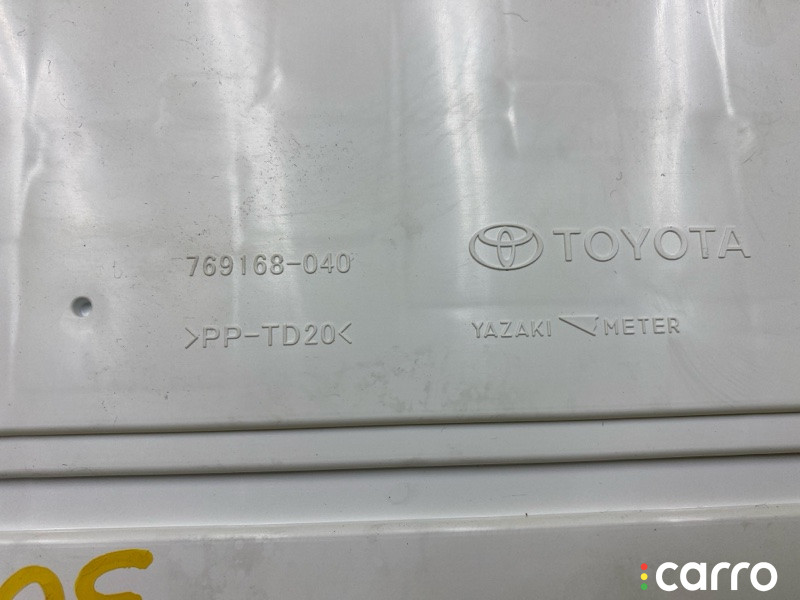 769168-040
TOYOTA
>PP-TD20<
YAZAKI METER
carro